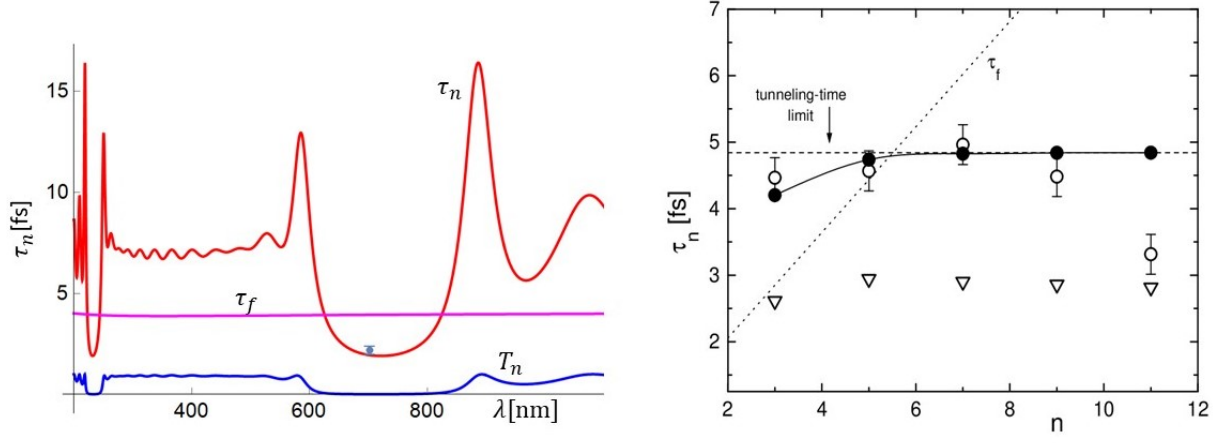 15
10
5
τn[fs]
τn
τf
Tn
400
600
800
λ[nm]
7
6
5
4
3
2
τn [fs]
tunneling-time
limit
τf
2
4
6
8
10
12
n